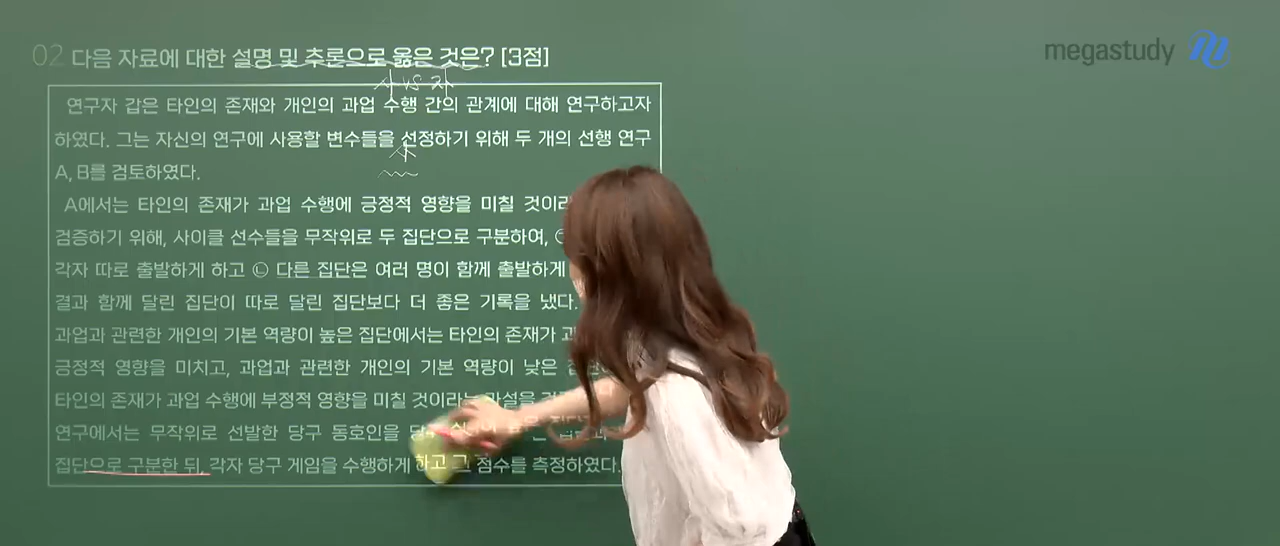 megastudy
02 다음 자료에 대한 설명 및 추론으로 옳은 것은? [3점]
연구자 갑은 타인의 존재와 개인의 과업 수행 간의 관계에 대해 연구하고자
하였다. 그는 자신의 연구에 사용할 변수들을 선정하기 위해 두 개의 선행 연구
A, B를 검토하였다.
A에서는 타인의 존재가 과업 수행에 긍정적 영향을 미칠 것이라
검증하기 위해, 사이클 선수들을 무작위로 두 집단으로 구분하여,
각자 따로 출발하게 하고 ㉡ 다른 집단은 여러 명이 함께 출발하게
결과 함께 달린 집단이 따로 달린 집단보다 더 좋은 기록을 냈다.
과업과 관련한 개인의 기본 역량이 높은 집단에서는 타인의 존재가
긍정적 영향을 미치고, 과업과 관련한 개인의 기본 역량이 낮은
타인의 존재가 과업 수행에 부정적 영향을 미칠 것이라는 가설을
연구에서는 무작위로 선발한 당구 동호인을
집단으로 구분한 뒤, 각자 당구 게임을 수행하게 하고 그 점수를 측정하였다.